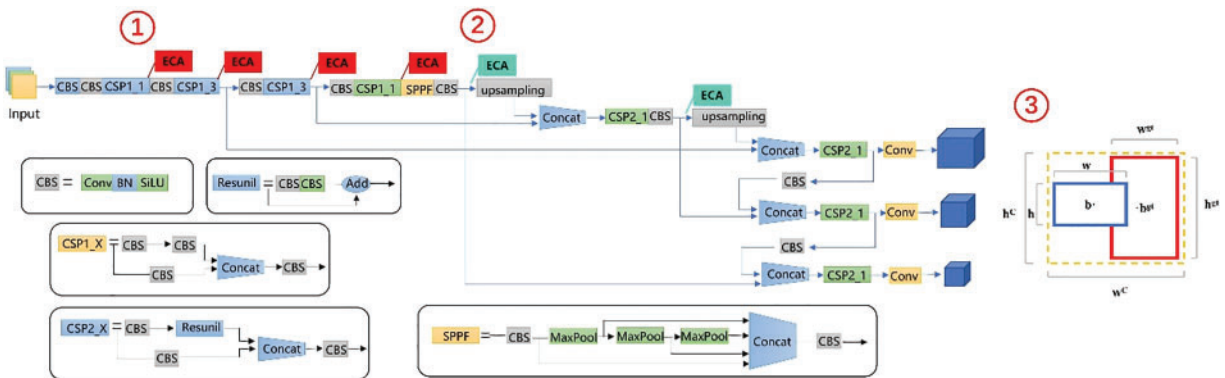 ① ② ③
ECA ECA ECA ECA ECA
CBS CBS CSP1_1 CBS CSP1_3 CBS CSP1_3 CBS CSP1_1 SPPF CBS upsampling
Input
ECA
Concat CSP2_1 CBS upsampling
Concat CSP2_1 Conv
CBS
Concat CSP2_1 Conv
CBS
Concat CSP2_1 Conv
CBS = Conv BN SiLU
Resunil = CBS CBS Add
CSP1_X = CBS CBS
CBS Concat CBS
CSP2_X = CBS Resunil
CBS Concat CBS
SPPF = CBS MaxPool MaxPool MaxPool Concat CBS
w^gt
w
h^C h b· ·b^gt h^gt
w^C